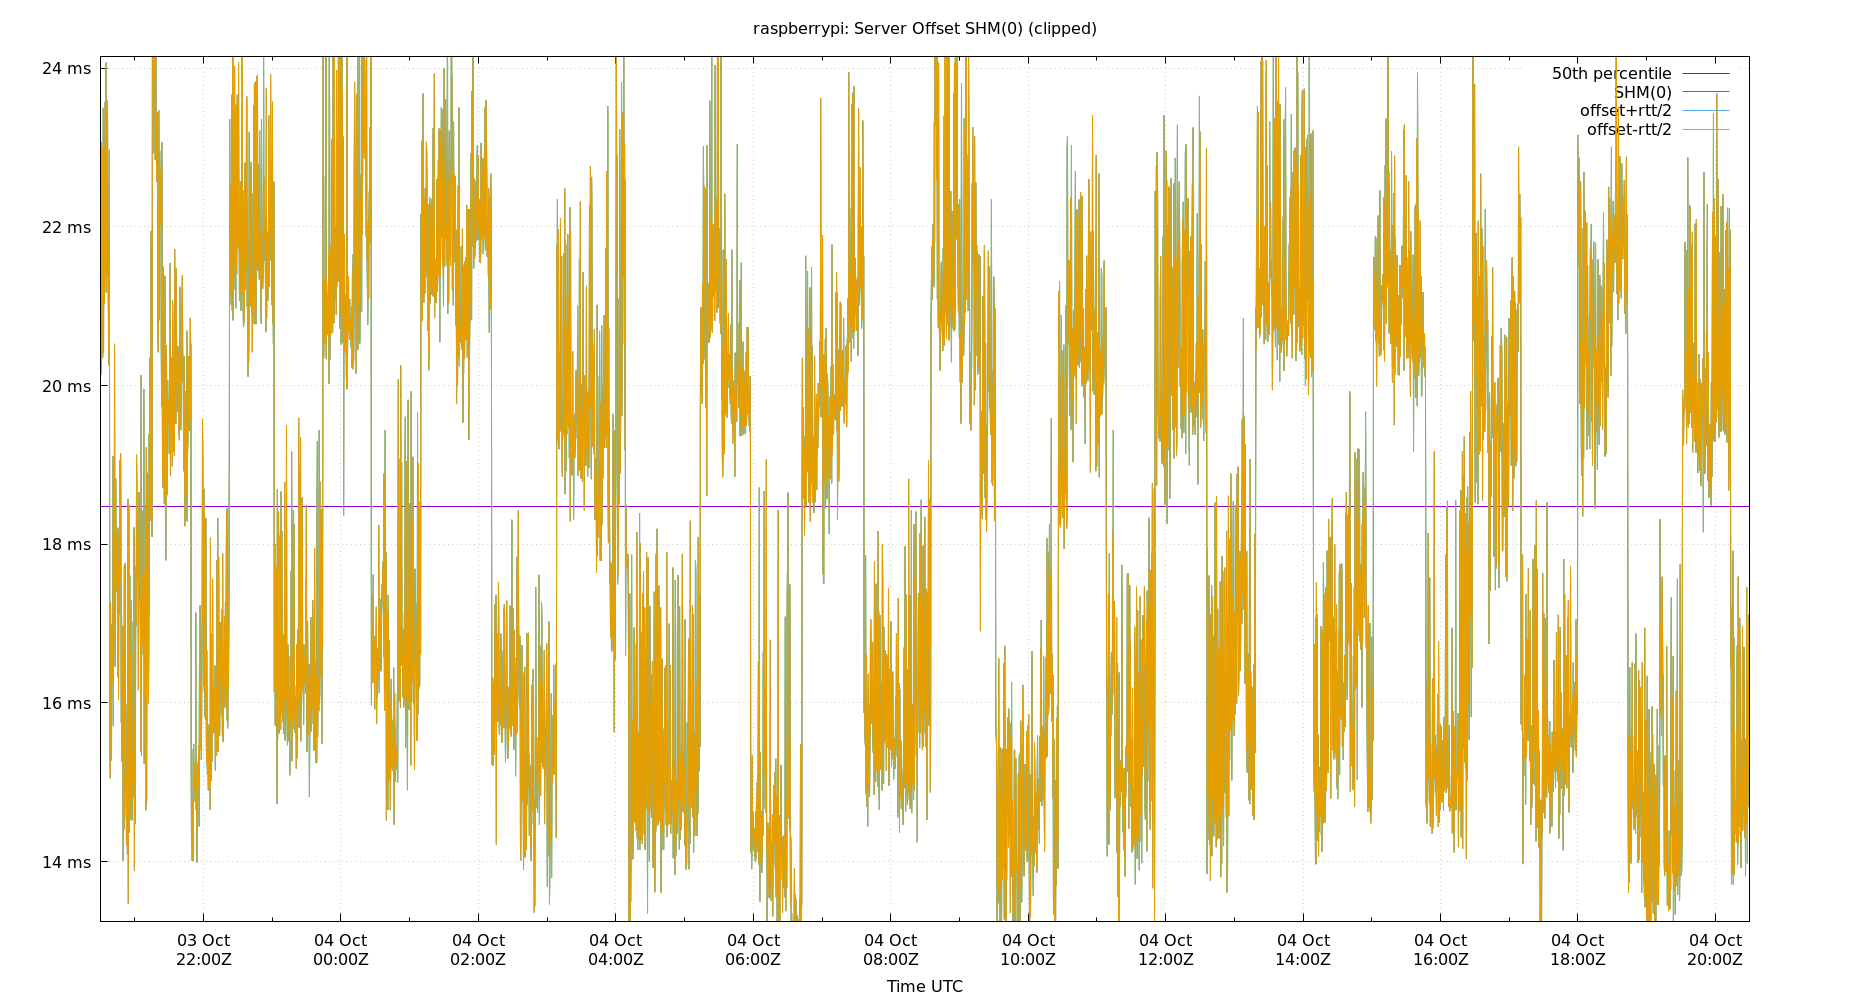 raspberrypi: Server Offset SHM(0) (clipped)
24 ms
22 ms
20 ms
18 ms
16 ms
14 ms
50th percentile
SHM(0)
offset+rtt/2
offset-rtt/2
03 Oct 04 Oct 04 Oct 04 Oct 04 Oct 04 Oct 04 Oct 04 Oct 04 Oct 04 Oct 04 Oct 04 Oct
22:00Z 00:00Z 02:00Z 04:00Z 06:00Z 08:00Z 10:00Z 12:00Z 14:00Z 16:00Z 18:00Z 20:00Z
Time UTC